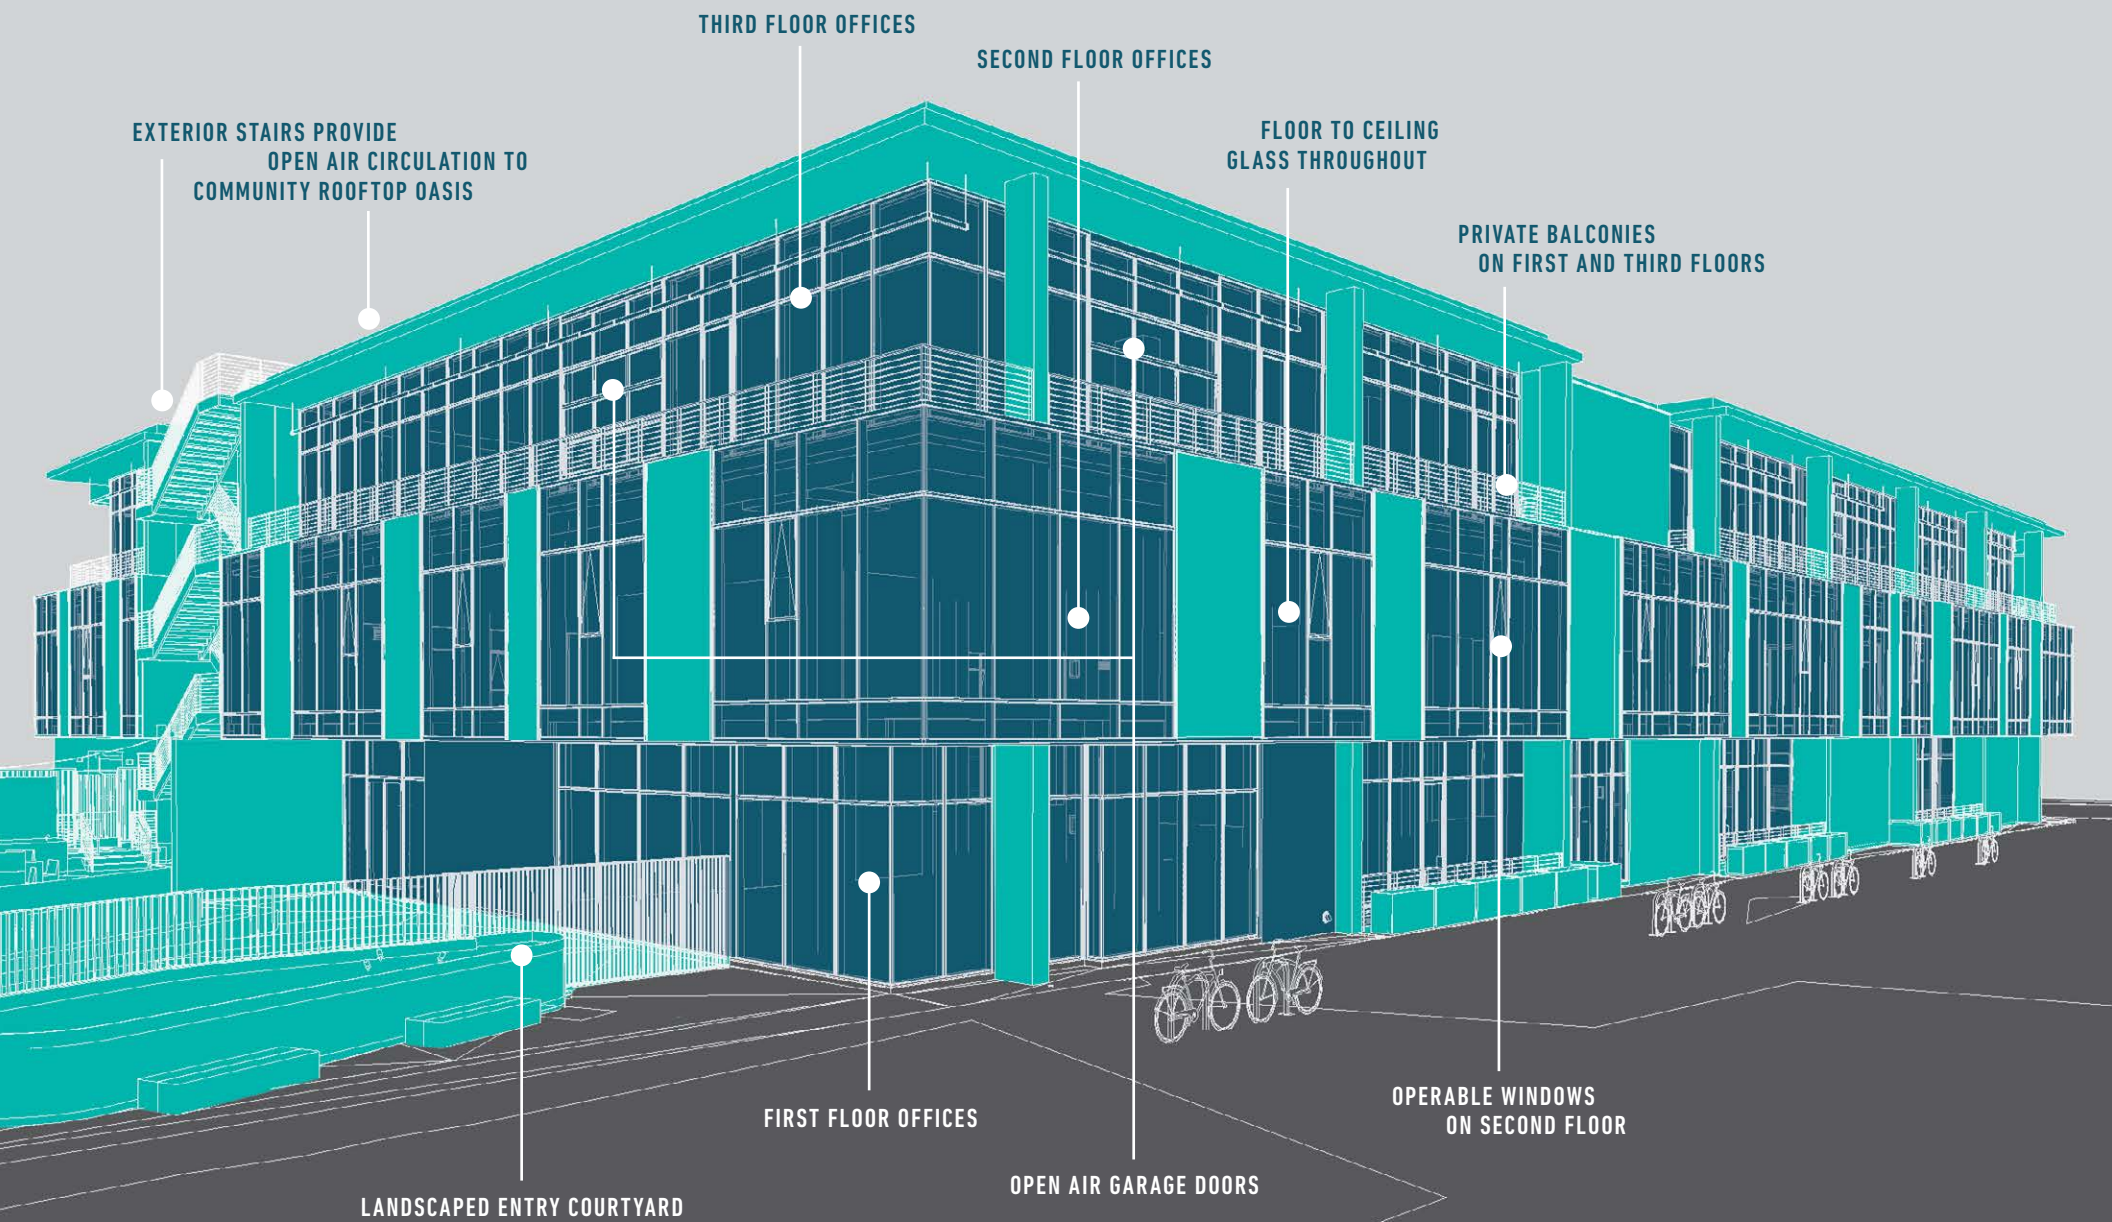 THIRD FLOOR OFFICES
SECOND FLOOR OFFICES
EXTERIOR STAIRS PROVIDE
OPEN AIR CIRCULATION TO
COMMUNITY ROOFTOP OASIS
FLOOR TO CEILING
GLASS THROUGHOUT
PRIVATE BALCONIES
ON FIRST AND THIRD FLOORS
OPERABLE WINDOWS
ON SECOND FLOOR
FIRST FLOOR OFFICES
OPEN AIR GARAGE DOORS
LANDSCAPED ENTRY COURTYARD